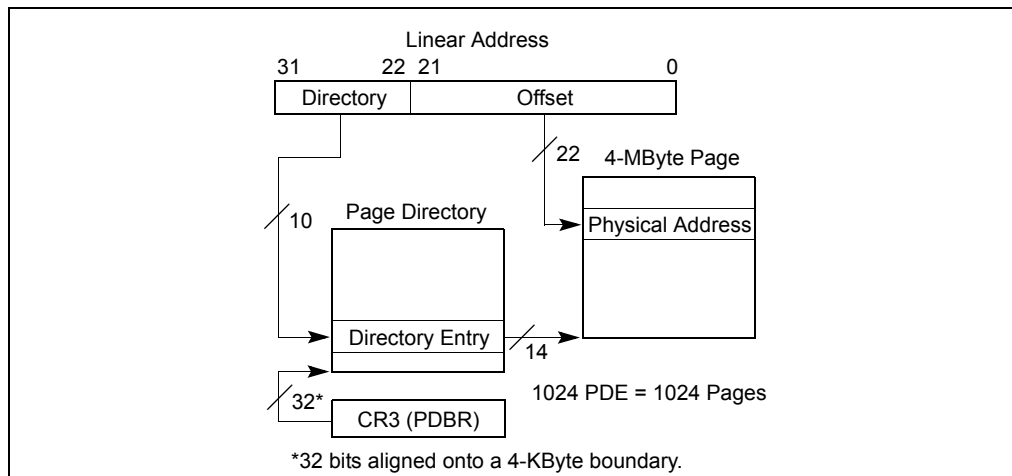 Linear Address
31 22 21 0
Directory Offset
22
4-MByte Page
10
Page Directory
Physical Address
Directory Entry
14
32*
1024 PDE = 1024 Pages
CR3 (PDBR)
*32 bits aligned onto a 4-KByte boundary.